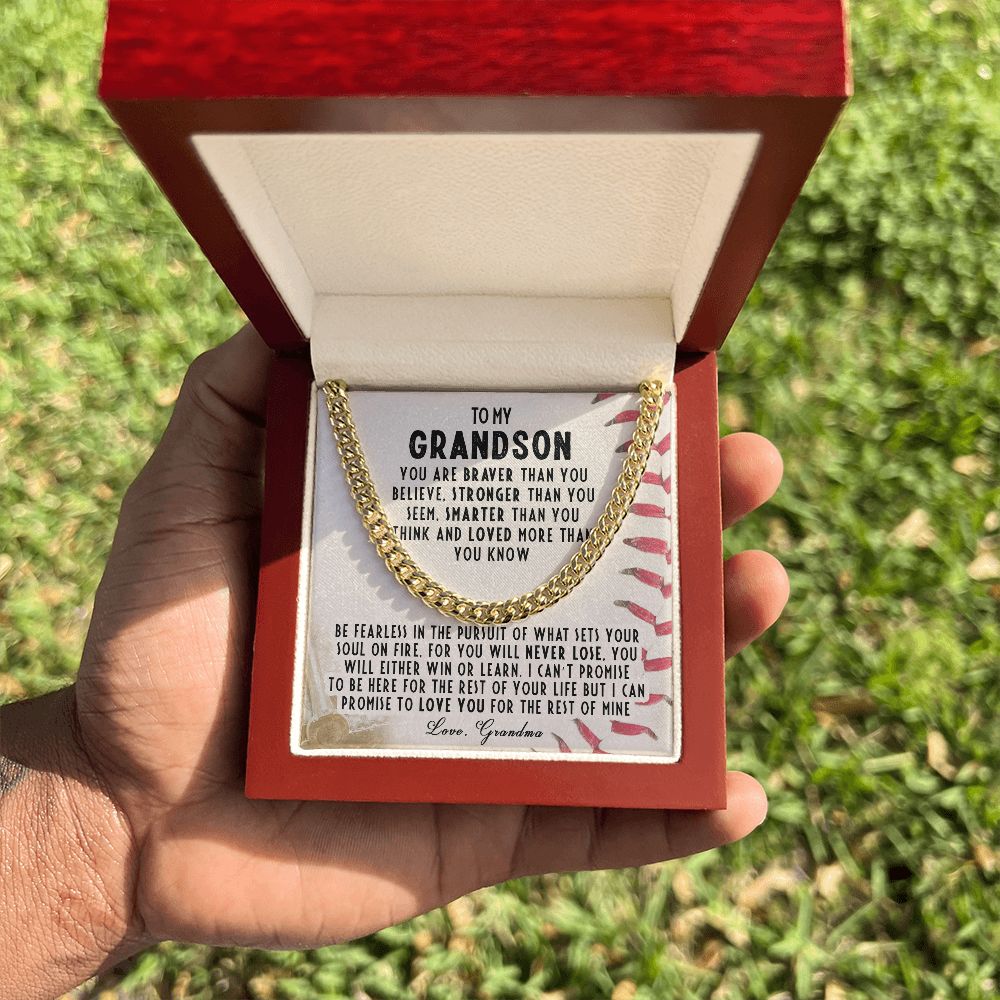 TO MY
GRANDSON
YOU ARE BRAVER THAN YOU
BELIEVE, STRONGER THAN YOU
SEEM, SMARTER THAN YOU
THINK AND LOVED MORE THAN
YOU KNOW
BE FEARLESS IN THE PURSUIT OF WHAT SETS YOUR
SOUL ON FIRE, FOR YOU WILL NEVER LOSE, YOU
WILL EITHER WIN OR LEARN. I CAN'T PROMISE
TO BE HERE FOR THE REST OF YOUR LIFE BUT I CAN
PROMISE TO LOVE YOU FOR THE REST OF MINE
Love, Grandma